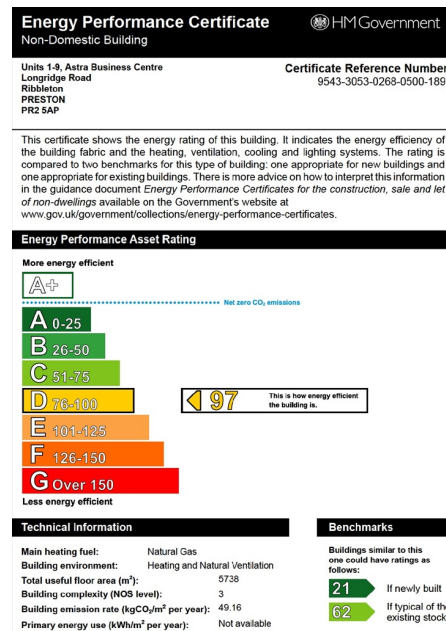 Energy Performance Certificate
HM Government
Non-Domestic Building
Units 1-9, Astra Business Centre
Longridge Road
Ribbleton
PRESTON
PR2 5AP
Certificate Reference Number
9543-3053-0268-0500-189
This certificate shows the energy rating of this building. It indicates the energy efficiency of
the building fabric and the heating, ventilation, cooling and lighting systems. The rating is
compared to two benchmarks for this type of building: one appropriate for new buildings and
one appropriate for existing buildings. There is more advice on how to interpret this information
in the guidance document Energy Performance Certificates for the construction, sale and let
of non-dwellings available on the Government's website at
www.gov.uk/government/collections/energy-performance-certificates.
Energy Performance Asset Rating
More energy efficient
A+
Net zero CO₂ emissions
A 0-25
B 26-50
C 51-75
D 76-100
97
This is how energy efficient
the building is.
E 101-125
F 126-150
G Over 150
Less energy efficient
Technical Information
Main heating fuel: Natural Gas
Building environment: Heating and Natural Ventilation
Total useful floor area (m²): 5738
Building complexity (NOS level): 3
Building emission rate (kgCO₂/m² per year): 49.16
Primary energy use (kWh/m² per year): Not available
Benchmarks
Buildings similar to this
one could have ratings as
follows:
21 If newly built
62 If typical of the
existing stock